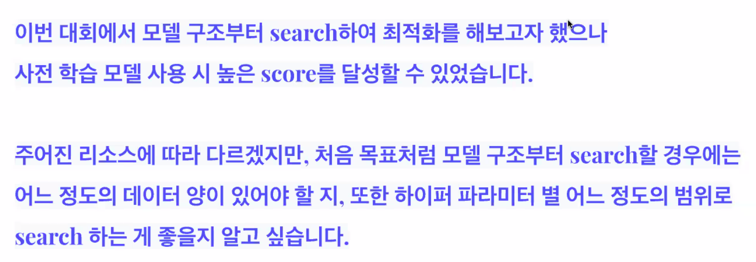 이번 대회에서 모델 구조부터 search하여 최적화를 해보고자 했으나
사전 학습 모델 사용 시 높은 score를 달성할 수 있었습니다.
주어진 리소스에 따라 다르겠지만, 처음 목표처럼 모델 구조부터 search할 경우에는
어느 정도의 데이터 양이 있어야 할 지, 또한 하이퍼 파라미터 별 어느 정도의 범위로
search 하는 게 좋을지 알고 싶습니다.